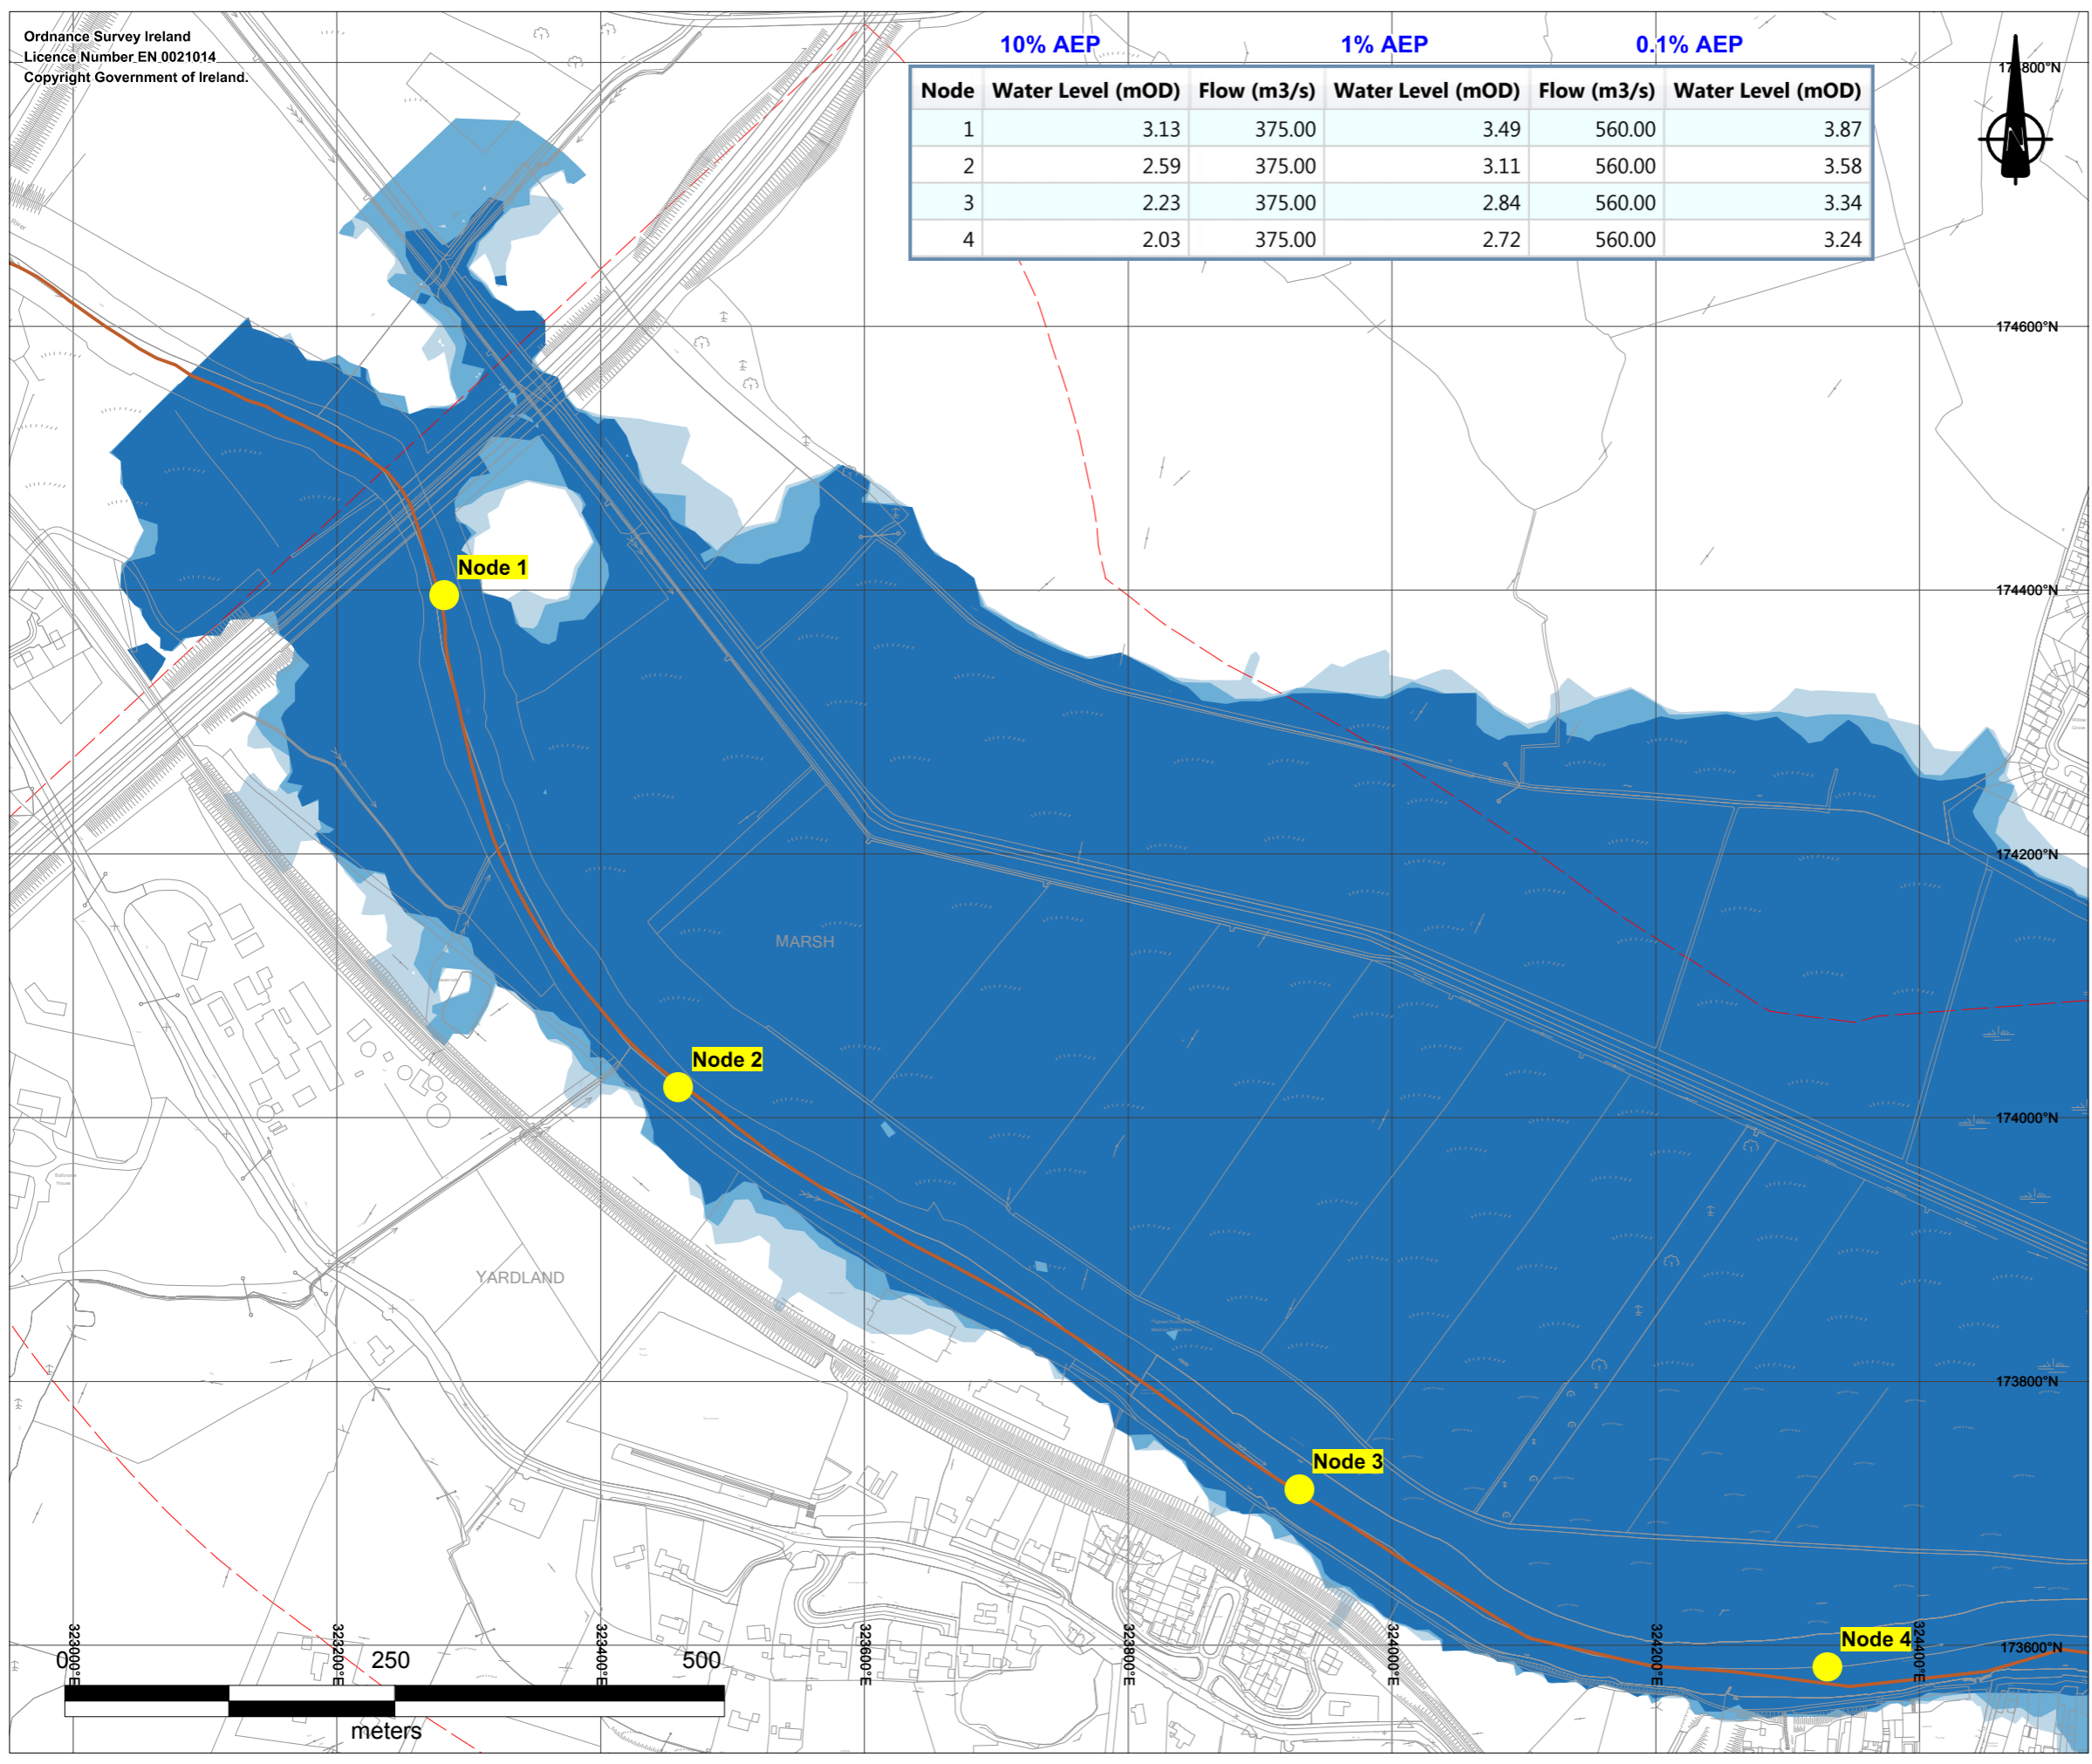 Ordnance Survey Ireland
Licence Number EN 0021014
Copyright Government of Ireland.
10% AEP 1% AEP 0.1% AEP
Node Water Level (mOD) Flow (m3/s) Water Level (mOD) Flow (m3/s) Water Level (mOD)
1 3.13 375.00 3.49 560.00 3.87
2 2.59 375.00 3.11 560.00 3.58
3 2.23 375.00 2.84 560.00 3.34
4 2.03 375.00 2.72 560.00 3.24
N
174800°N
River
174600°N
Node 1
174400°N
174200°N
MARSH
Node 2
174000°N
YARDLAND
173800°N
Node 3
Node 4
173600°N
323000°E 323200°E 323400°E 323600°E 323800°E 324000°E 324200°E 324400°E
0 250 500
meters